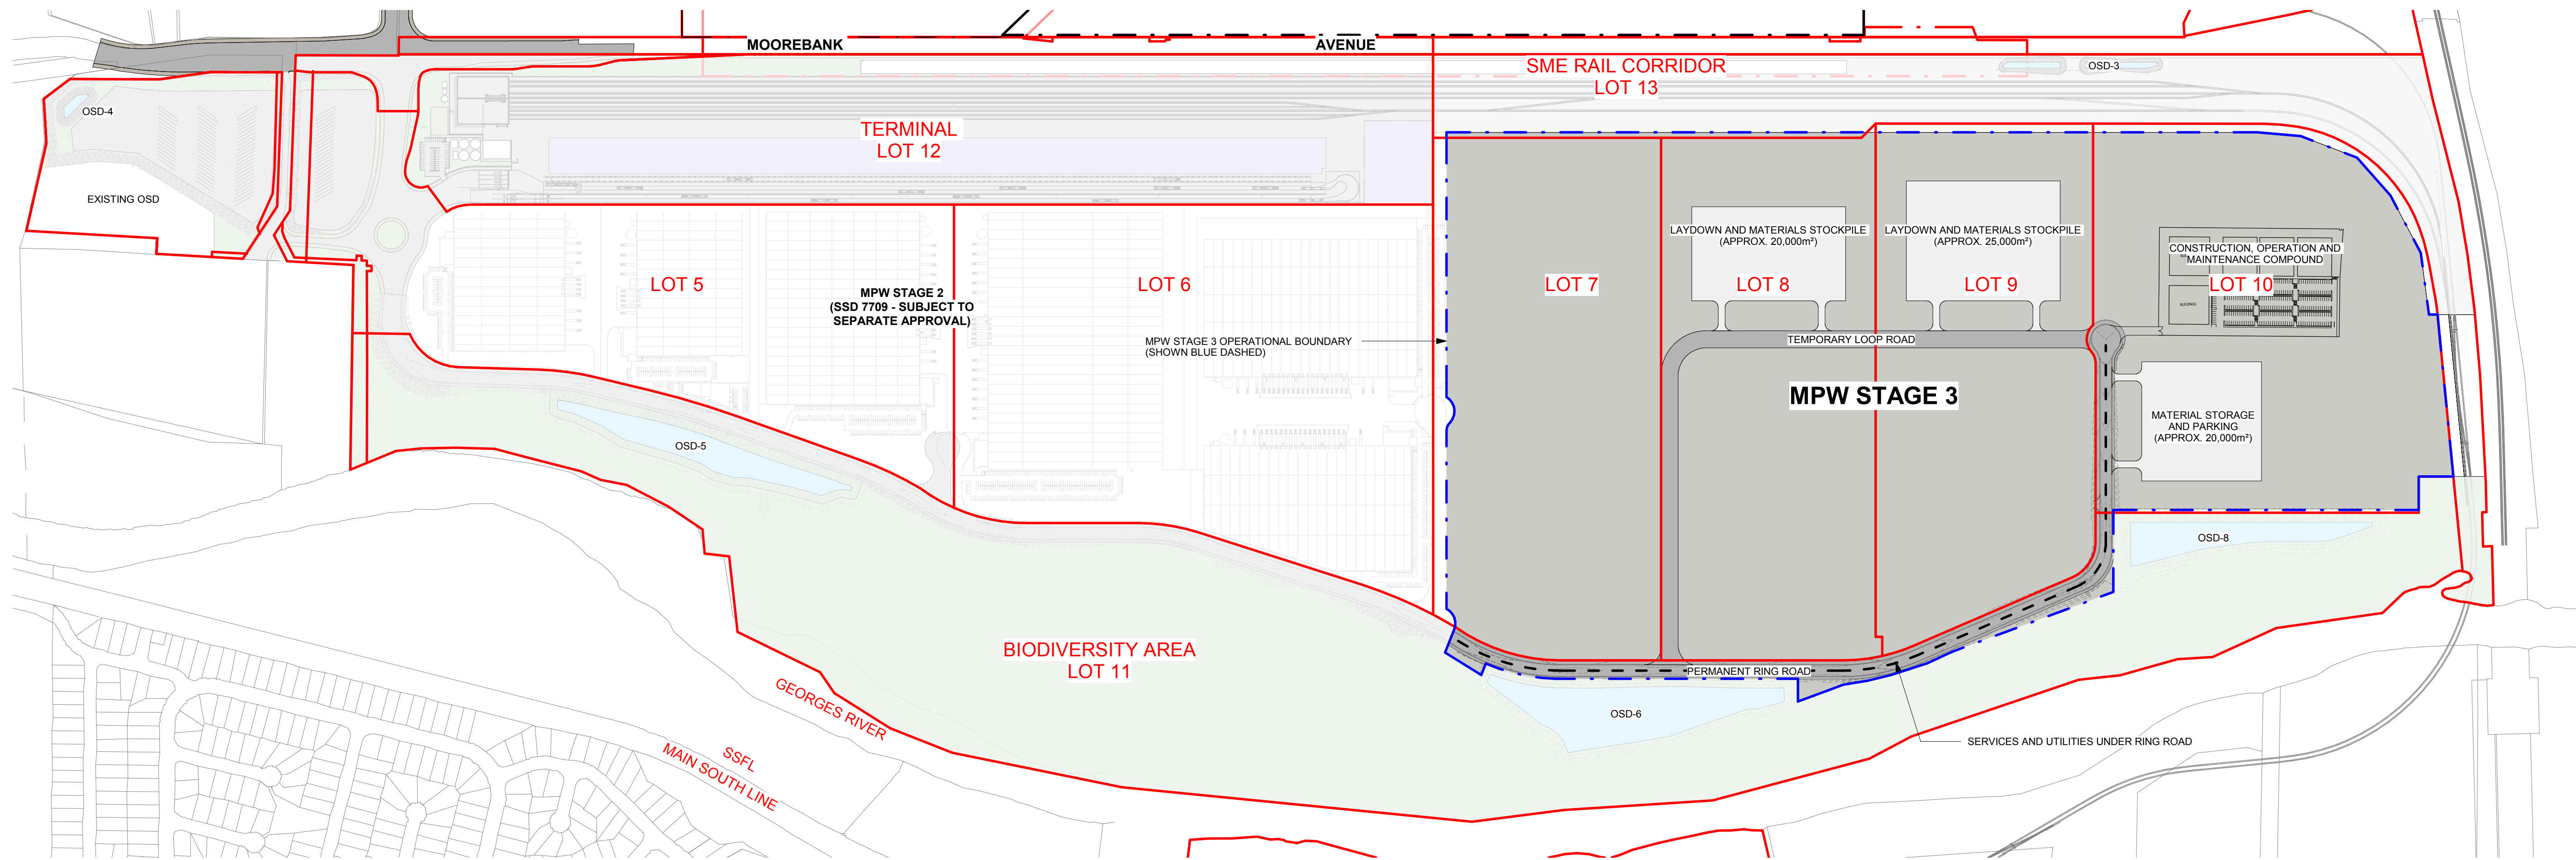 MOOREBANK
AVENUE
SME RAIL CORRIDOR
LOT 13
OSD-3
OSD-4
TERMINAL
LOT 12
EXISTING OSD
LAYDOWN AND MATERIALS STOCKPILE
(APPROX. 20,000m²)
LAYDOWN AND MATERIALS STOCKPILE
(APPROX. 25,000m²)
CONSTRUCTION, OPERATION AND
MAINTENANCE COMPOUND
LOT 5
LOT 6
LOT 7
LOT 8
LOT 9
LOT 10
MPW STAGE 2
(SSD 7709 - SUBJECT TO
SEPARATE APPROVAL)
BUILDINGS
MPW STAGE 3 OPERATIONAL BOUNDARY
(SHOWN BLUE DASHED)
TEMPORARY LOOP ROAD
MPW STAGE 3
MATERIAL STORAGE
AND PARKING
(APPROX. 20,000m²)
OSD-5
OSD-8
BIODIVERSITY AREA
LOT 11
PERMANENT RING ROAD
GEORGES RIVER
OSD-6
SERVICES AND UTILITIES UNDER RING ROAD
SSFL
MAIN SOUTH LINE